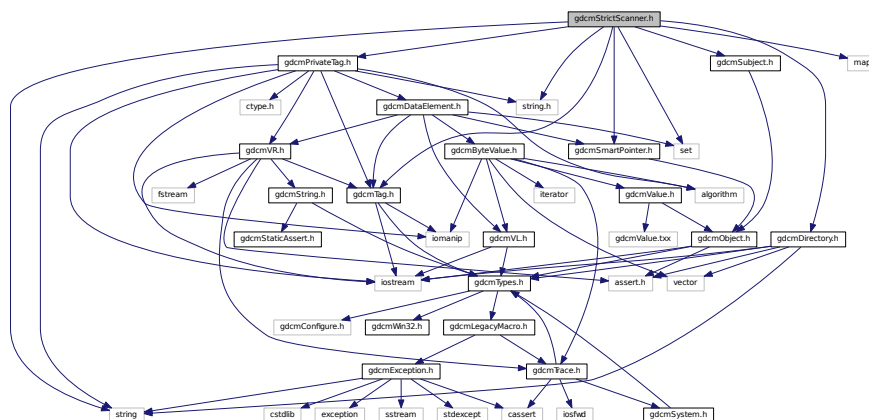 gdcmStrictScanner.h
gdcmPrivateTag.h
gdcmSubject.h
map
ctype.h
gdcmDataElement.h
string.h
gdcmVR.h
gdcmByteValue.h
gdcmSmartPointer.h
set
fstream
gdcmString.h
gdcmTag.h
iterator
gdcmValue.h
algorithm
gdcmStaticAssert.h
iomanip
gdcmVL.h
gdcmValue.txx
gdcmObject.h
gdcmDirectory.h
iostream
gdcmTypes.h
assert.h
vector
gdcmConfigure.h
gdcmWin32.h
gdcmLegacyMacro.h
gdcmException.h
gdcmTrace.h
string
cstdlib
exception
sstream
stdexcept
cassert
iosfwd
gdcmSystem.h